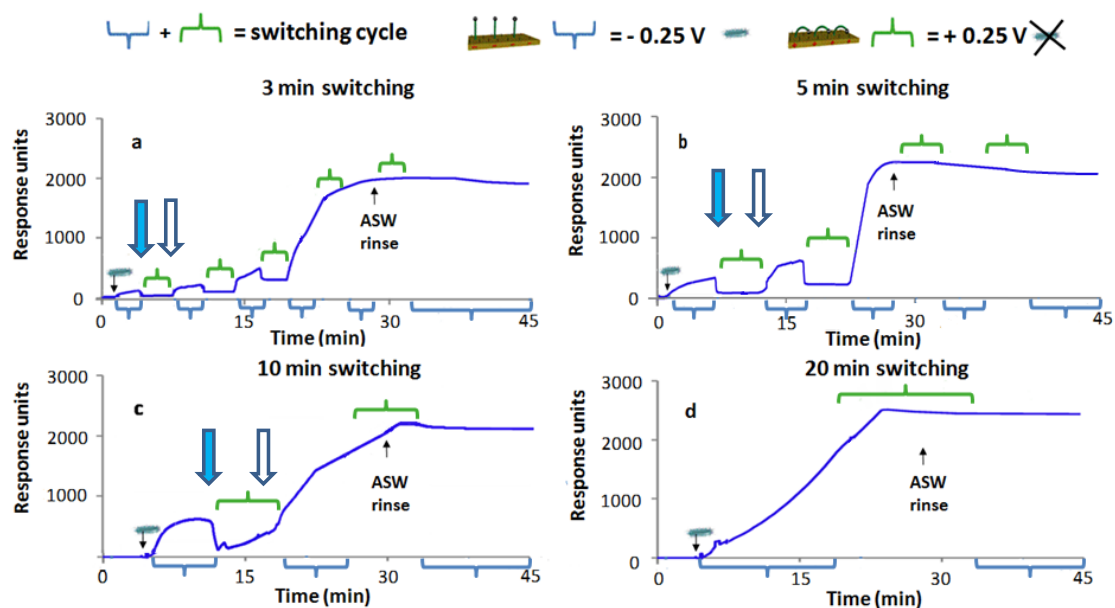 + = switching cycle = - 0.25 V = + 0.25 V
3 min switching
Response units
3000
2000
1000
0
a
ASW
rinse
0 15 30 45
Time (min)
5 min switching
Response units
3000
2000
1000
0
b
ASW
rinse
0 15 30 45
Time (min)
10 min switching
Response units
3000
2000
1000
0
c
ASW
rinse
0 15 30 45
Time (min)
20 min switching
Response units
3000
2000
1000
0
d
ASW
rinse
0 15 30 45
Time (min)